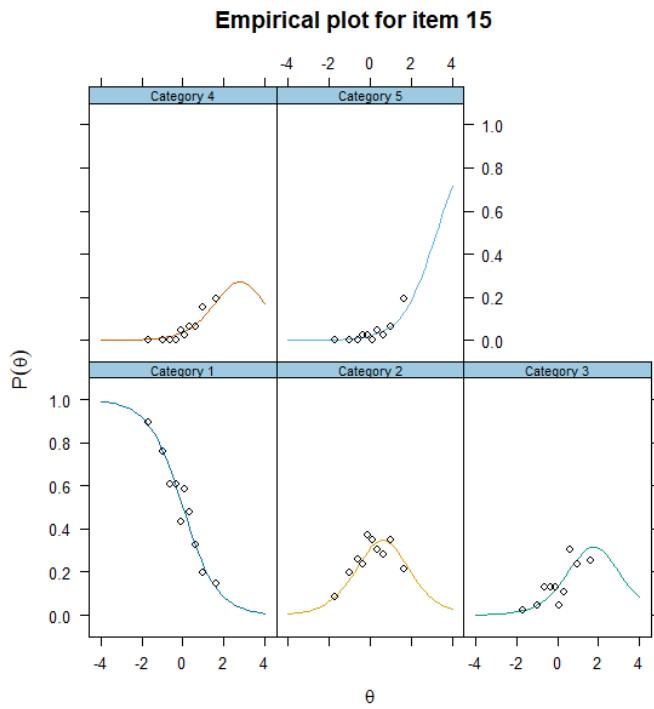 Empirical plot for item 15
-4 -2 0 2 4
Category 4 Category 5
1.0
0.8
0.6
0.4
0.2
0.0
P(θ)
Category 1 Category 2 Category 3
1.0
0.8
0.6
0.4
0.2
0.0
-4 -2 0 2 4 -4 -2 0 2 4
θ